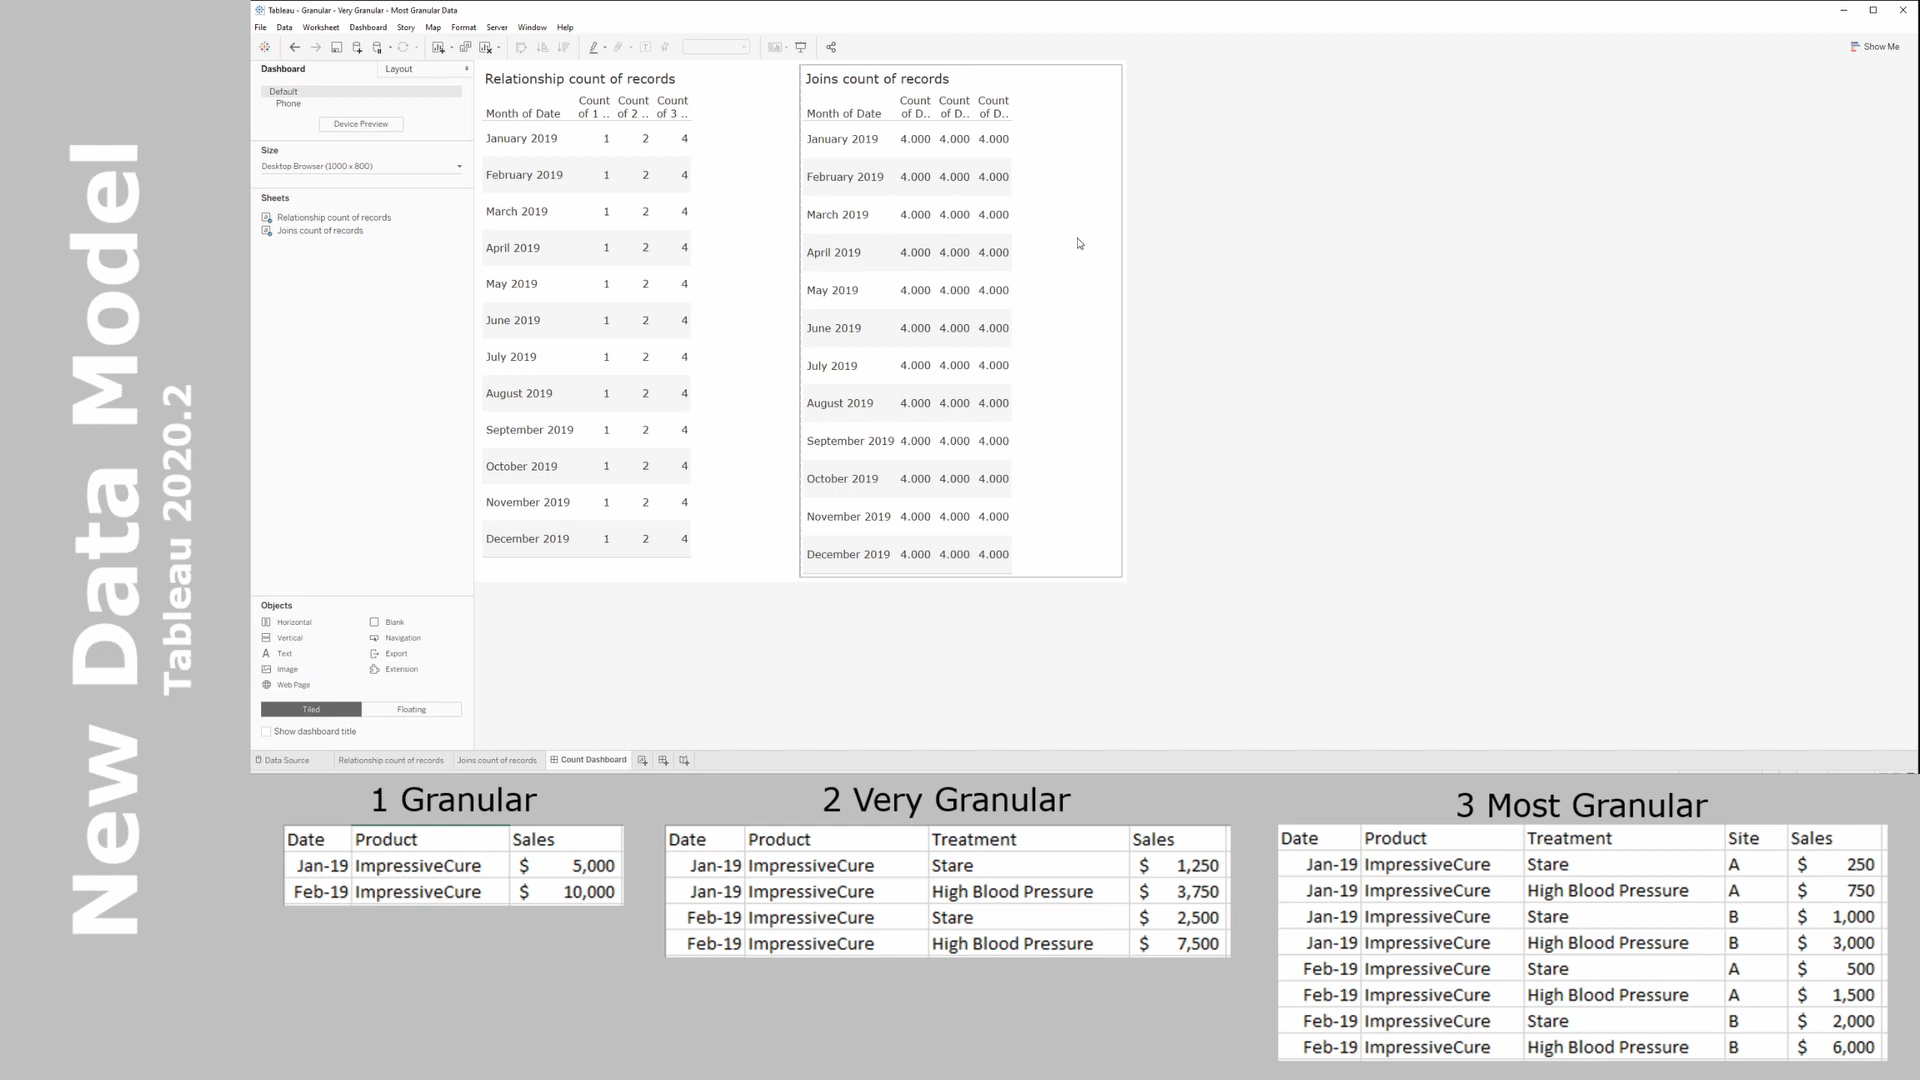 New Data Model
Tableau 2020.2
Tableau - Granular - Very Granular - Most Granular Data
File Data Worksheet Dashboard Story Map Format Server Window Help
Show Me
Dashboard Layout
Default
Phone
Device Preview
Size
Desktop Browser (1000 x 800)
Sheets
Relationship count of records
Joins count of records
Objects
Horizontal Blank
Vertical Navigation
Text Export
Image Extension
Web Page
Tiled Floating
Show dashboard title
Relationship count of records
Month of Date Count of 1 .. Count of 2 .. Count of 3 ..
January 2019 1 2 4
February 2019 1 2 4
March 2019 1 2 4
April 2019 1 2 4
May 2019 1 2 4
June 2019 1 2 4
July 2019 1 2 4
August 2019 1 2 4
September 2019 1 2 4
October 2019 1 2 4
November 2019 1 2 4
December 2019 1 2 4
Joins count of records
Month of Date Count of D.. Count of D.. Count of D..
January 2019 4.000 4.000 4.000
February 2019 4.000 4.000 4.000
March 2019 4.000 4.000 4.000
April 2019 4.000 4.000 4.000
May 2019 4.000 4.000 4.000
June 2019 4.000 4.000 4.000
July 2019 4.000 4.000 4.000
August 2019 4.000 4.000 4.000
September 2019 4.000 4.000 4.000
October 2019 4.000 4.000 4.000
November 2019 4.000 4.000 4.000
December 2019 4.000 4.000 4.000
Data Source Relationship count of records Joins count of records Count Dashboard
1 Granular
Date Product Sales
Jan-19 ImpressiveCure $ 5,000
Feb-19 ImpressiveCure $ 10,000
2 Very Granular
Date Product Treatment Sales
Jan-19 ImpressiveCure Stare $ 1,250
Jan-19 ImpressiveCure High Blood Pressure $ 3,750
Feb-19 ImpressiveCure Stare $ 2,500
Feb-19 ImpressiveCure High Blood Pressure $ 7,500
3 Most Granular
Date Product Treatment Site Sales
Jan-19 ImpressiveCure Stare A $ 250
Jan-19 ImpressiveCure High Blood Pressure A $ 750
Jan-19 ImpressiveCure Stare B $ 1,000
Jan-19 ImpressiveCure High Blood Pressure B $ 3,000
Feb-19 ImpressiveCure Stare A $ 500
Feb-19 ImpressiveCure High Blood Pressure A $ 1,500
Feb-19 ImpressiveCure Stare B $ 2,000
Feb-19 ImpressiveCure High Blood Pressure B $ 6,000